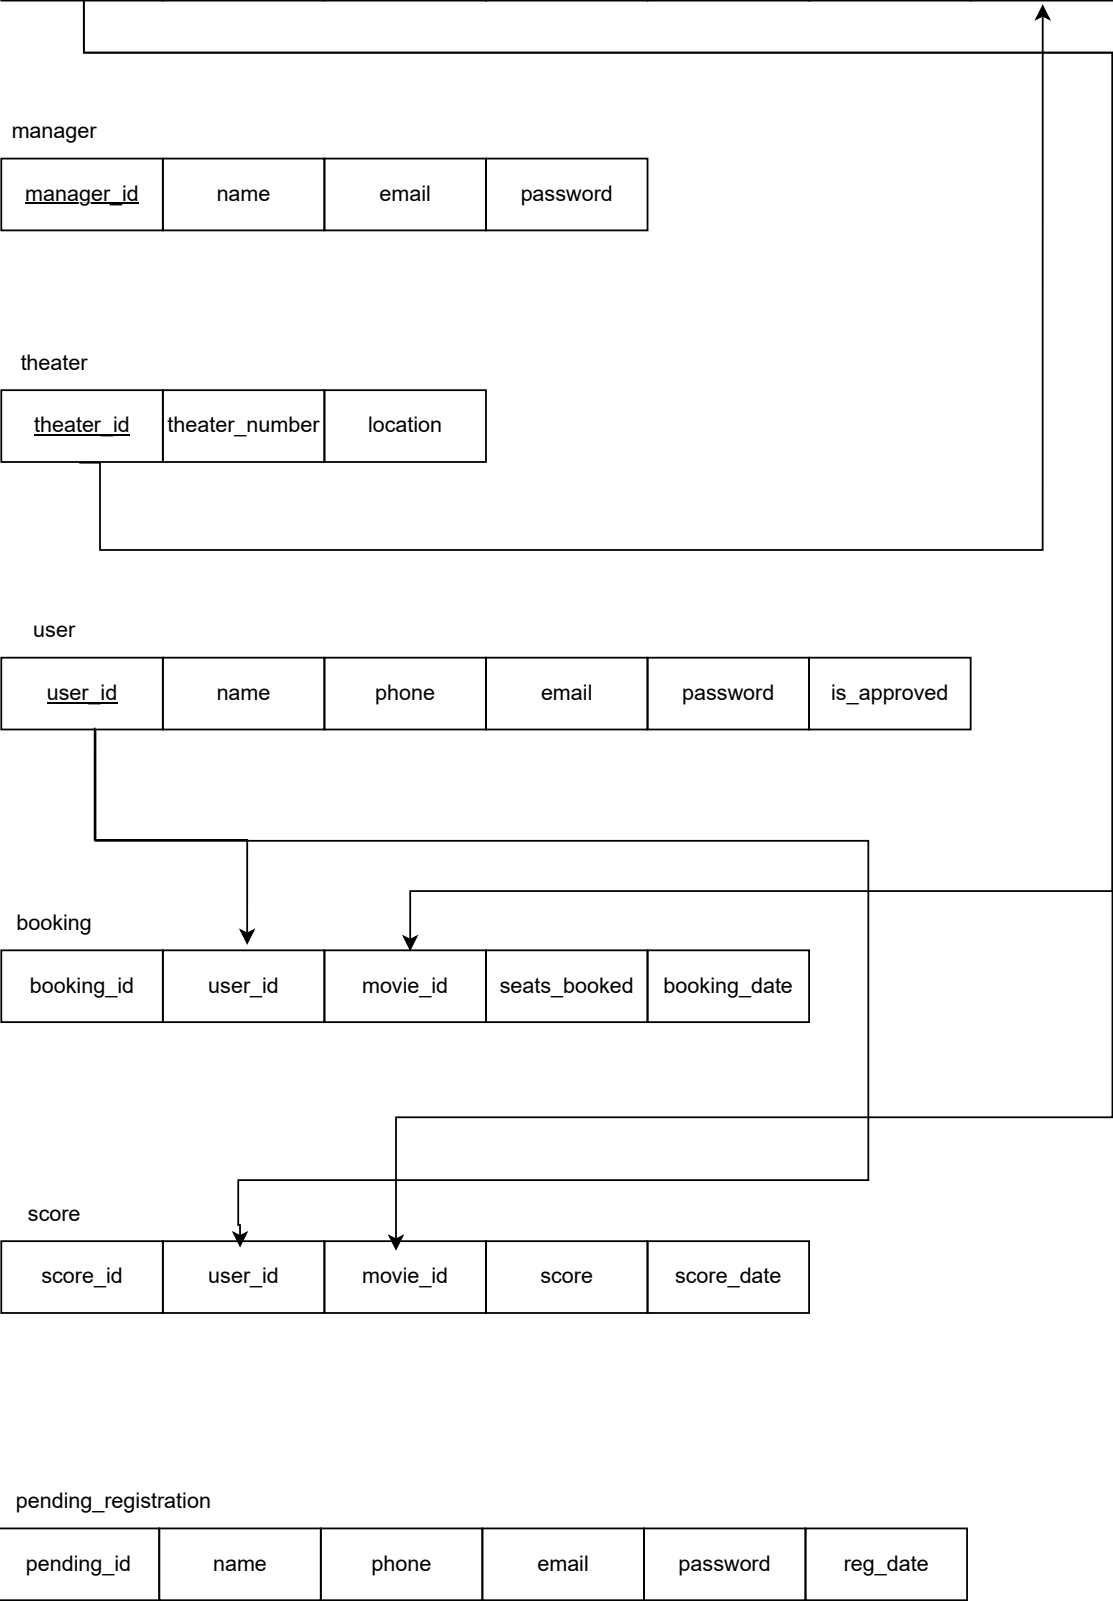 manager
manager_id name email password
theater
theater_id theater_number location
user
user_id name phone email password is_approved
booking
booking_id user_id movie_id seats_booked booking_date
score
score_id user_id movie_id score score_date
pending_registration
pending_id name phone email password reg_date